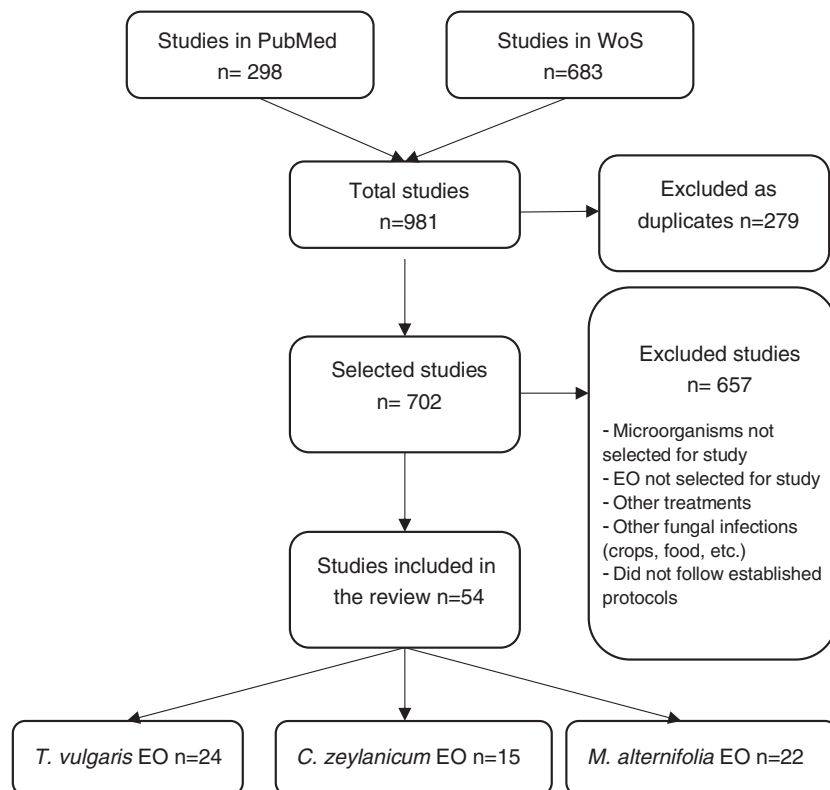 Studies in PubMed
n= 298
Studies in WoS
n=683
Total studies
n=981
Excluded as
duplicates n=279
Selected studies
n= 702
Excluded studies
n= 657
- Microorganisms not
selected for study
- EO not selected for study
- Other treatments
- Other fungal infections
(crops, food, etc.)
- Did not follow established
protocols
Studies included in
the review n=54
T. vulgaris EO n=24
C. zeylanicum EO n=15
M. alternifolia EO n=22